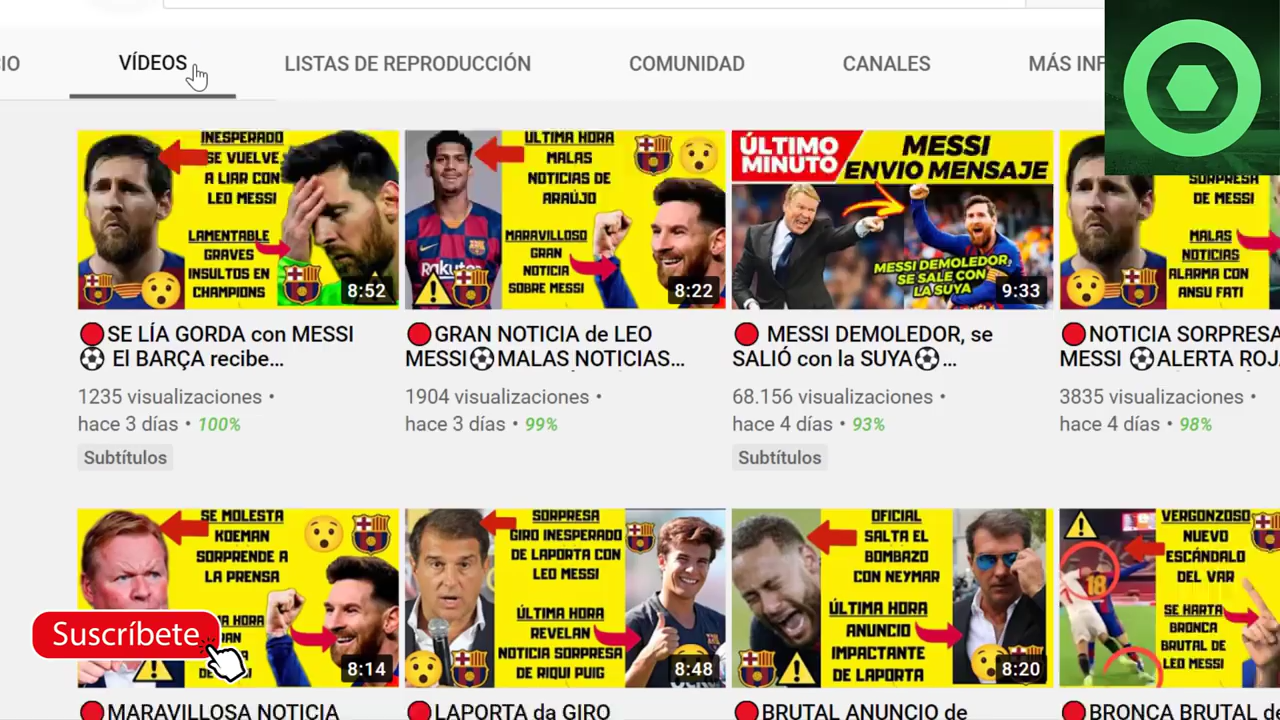 IO
VÍDEOS
LISTAS DE REPRODUCCIÓN
COMUNIDAD
CANALES
MÁS INF
INESPERADO
SE VUELVE
A LIAR CON
LEO MESSI
LAMENTABLE
GRAVES
INSULTOS EN
CHAMPIONS
8:52
ÚLTIMA HORA
MALAS
NOTICIAS DE
ARAÚJO
MARAVILLOSO
GRAN
NOTICIA
SOBRE MESSI
Rakuten
8:22
ÚLTIMO
MINUTO
MESSI
ENVIO MENSAJE
MESSI DEMOLEDOR,
SE SALE CON
LA SUYA
9:33
SORPRESA
DE MESSI
MALAS
NOTICIAS
ALARMA CON
ANSU FATI
🔴SE LÍA GORDA con MESSI
⚽ El BARÇA recibe…
1235 visualizaciones •
hace 3 días • 100%
Subtítulos
🔴GRAN NOTICIA de LEO
MESSI⚽MALAS NOTICIAS…
1904 visualizaciones •
hace 3 días • 99%
🔴 MESSI DEMOLEDOR, se
SALIÓ con la SUYA⚽…
68.156 visualizaciones •
hace 4 días • 93%
Subtítulos
🔴NOTICIA SORPRESA
MESSI ⚽ALERTA ROJA
3835 visualizaciones •
hace 4 días • 98%
SE MOLESTA
KOEMAN
SORPRENDE A
LA PRENSA
HORA
8:14
SORPRESA
GIRO INESPERADO
DE LAPORTA CON
LEO MESSI
ÚLTIMA HORA
REVELAN
NOTICIA SORPRESA
DE RIQUI PUIG
8:48
OFICIAL
SALTA EL
BOMBAZO
CON NEYMAR
ÚLTIMA HORA
ANUNCIO
IMPACTANTE
DE LAPORTA
8:20
VERGONZOSO
NUEVO
ESCÁNDALO
DEL VAR
SE HARTA
BRONCA
BRUTAL DE
LEO MESSI
18
Suscríbete
🔴MARAVILLOSA NOTICIA
🔴LAPORTA da GIRO
🔴BRUTAL ANUNCIO de
🔴BRONCA BRUTAL de